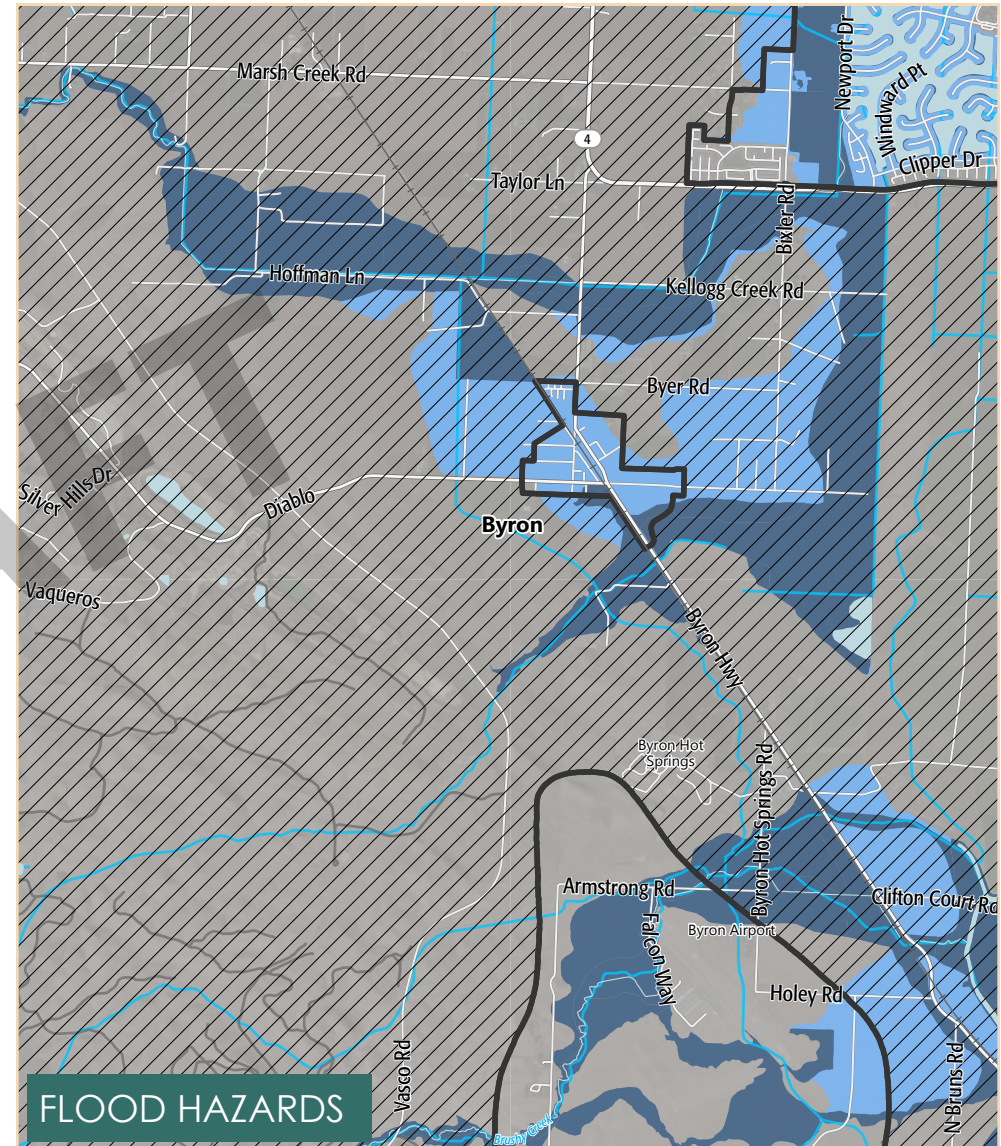 Marsh Creek Rd
Newport Dr
Windward Pt
4
Clipper Dr
Taylor Ln
Bixler Rd
Hoffman Ln
Kellogg Creek Rd
Byer Rd
Silver Hills Dr
Diablo
Byron
Vaqueros
Byron Hwy
Byron Hot
Springs
Byron Hot Springs Rd
Armstrong Rd
Clifton Court Rd
Falcon Way
Byron Airport
Holey Rd
Vasco Rd
N Bruns Rd
FLOOD HAZARDS
Brushy Creek